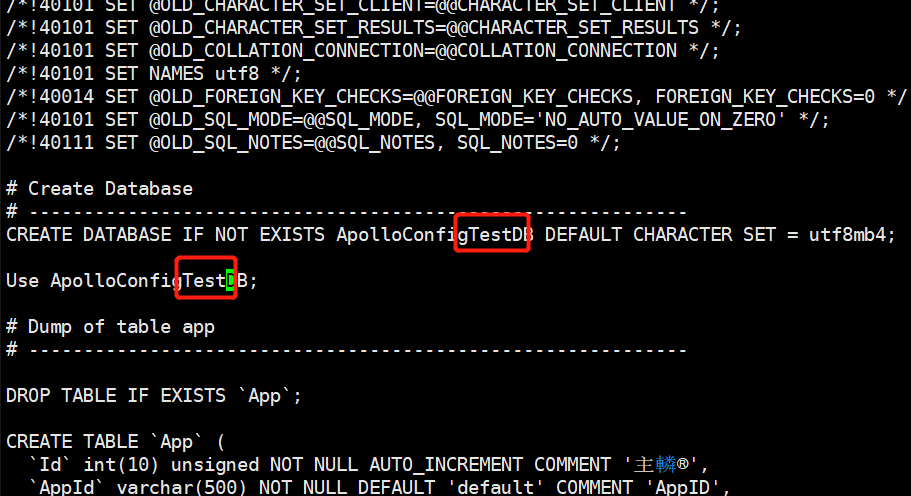 /*!40101 SET @OLD_CHARACTER_SET_CLIENT=@@CHARACTER_SET_CLIENT */;
/*!40101 SET @OLD_CHARACTER_SET_RESULTS=@@CHARACTER_SET_RESULTS */;
/*!40101 SET @OLD_COLLATION_CONNECTION=@@COLLATION_CONNECTION */;
/*!40101 SET NAMES utf8 */;
/*!40014 SET @OLD_FOREIGN_KEY_CHECKS=@@FOREIGN_KEY_CHECKS, FOREIGN_KEY_CHECKS=0 */
/*!40101 SET @OLD_SQL_MODE=@@SQL_MODE, SQL_MODE='NO_AUTO_VALUE_ON_ZERO' */;
/*!40111 SET @OLD_SQL_NOTES=@@SQL_NOTES, SQL_NOTES=0 */;
# Create Database
# ------------------------------------------------------------
CREATE DATABASE IF NOT EXISTS ApolloConfigTestDB DEFAULT CHARACTER SET = utf8mb4;
Use ApolloConfigTestDB;
# Dump of table app
# ------------------------------------------------------------
DROP TABLE IF EXISTS `App`;
CREATE TABLE `App` (
`Id` int(10) unsigned NOT NULL AUTO_INCREMENT COMMENT '主轔®',
`AppId` varchar(500) NOT NULL DEFAULT 'default' COMMENT 'AppID',